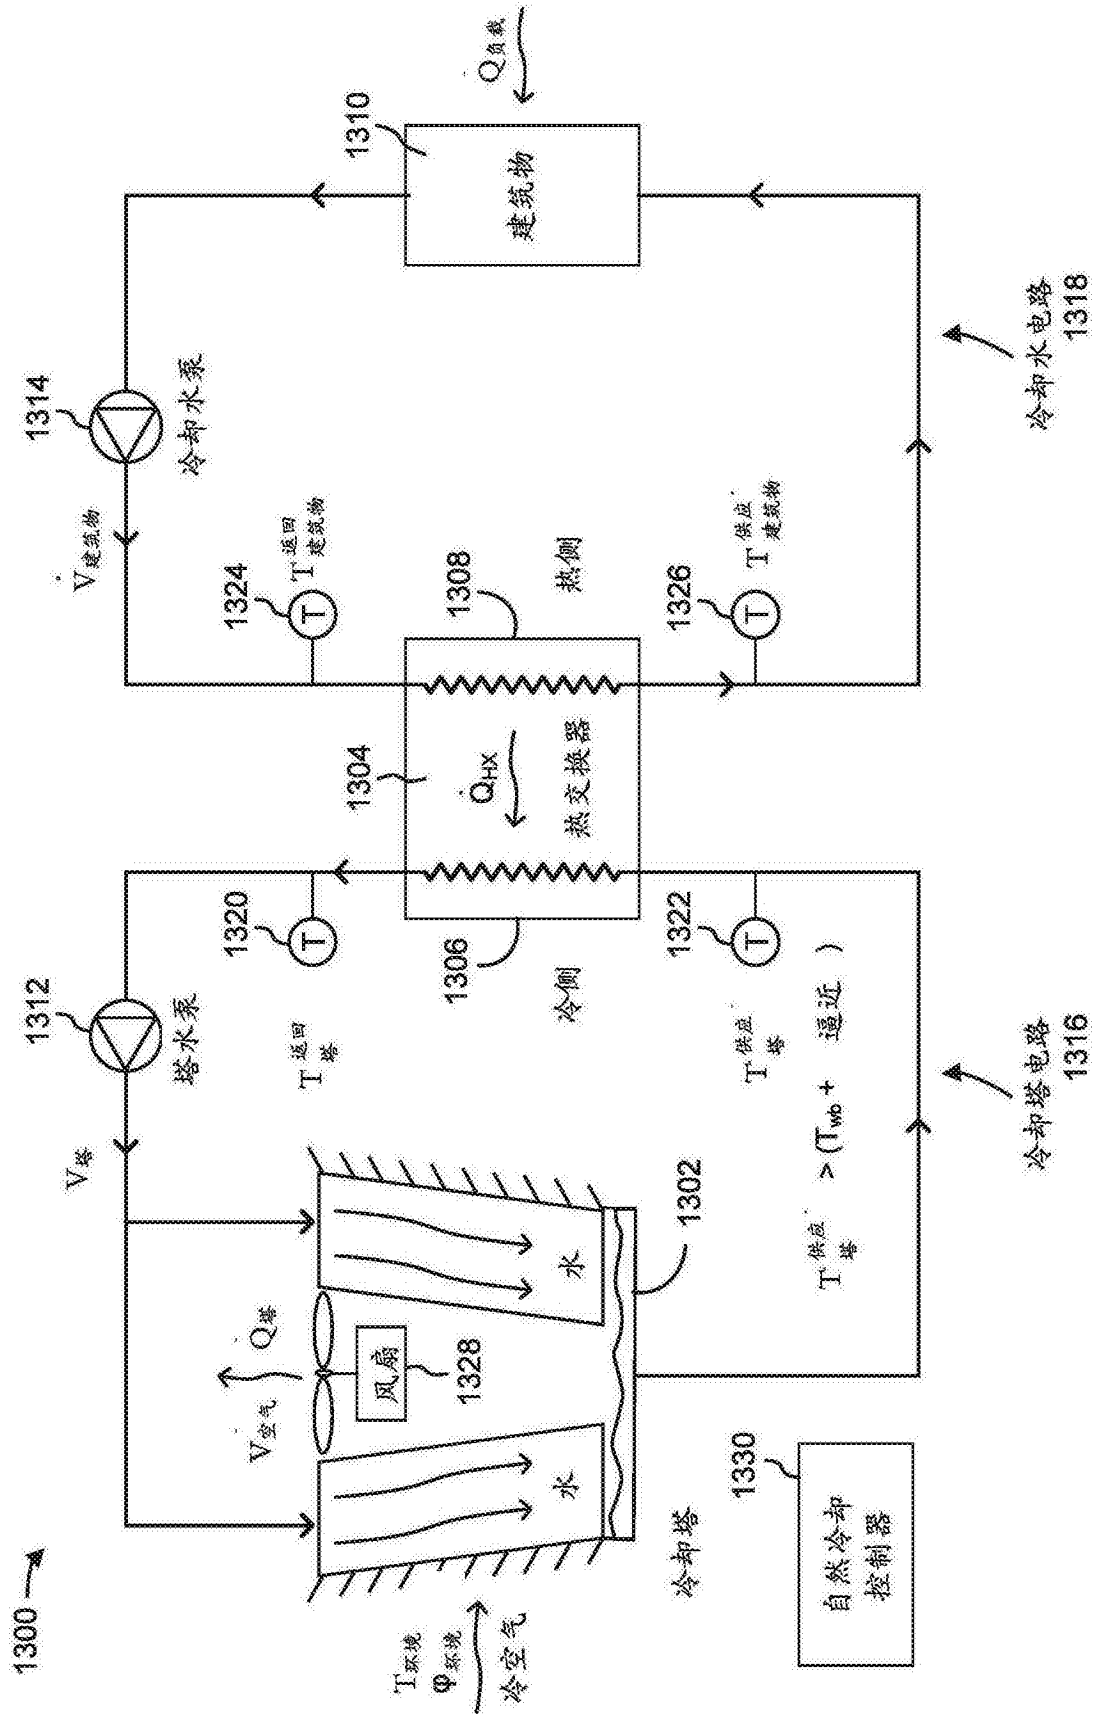 1300
V塔
1312
塔水泵
V̇建筑物
1314
冷却水泵
V̇空气
Q̇塔
风扇
1328
T返回塔
1320
1324
T返回建筑物
T环境
φ环境
冷空气
水
水
冷却塔
1302
1306
冷侧
1304
Q̇HX
热交换器
1308
热侧
1310
建筑物
Q̇负载
1322
T供应塔
1326
T供应建筑物
T供应塔 > (Twb + 逼近)
1330
自然冷却
控制器
冷却塔电路
1316
冷却水电路
1318